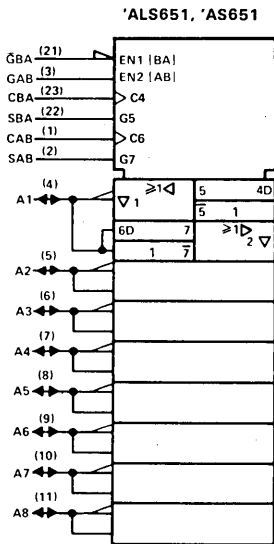 'ALS651, 'AS651
G̅BA (21) EN1 [BA]
GAB (3) EN2 [AB]
CBA (23) C4
SBA (22) G5
CAB (1) C6
SAB (2) G7
A1 (4) ▽ 1 ≥1 ◁ 5 4D
5̅ 1
6D 7 ≥1 ▷
1 7̅ 2 ▽
A2 (5)
A3 (6)
A4 (7)
A5 (8)
A6 (9)
A7 (10)
A8 (11)